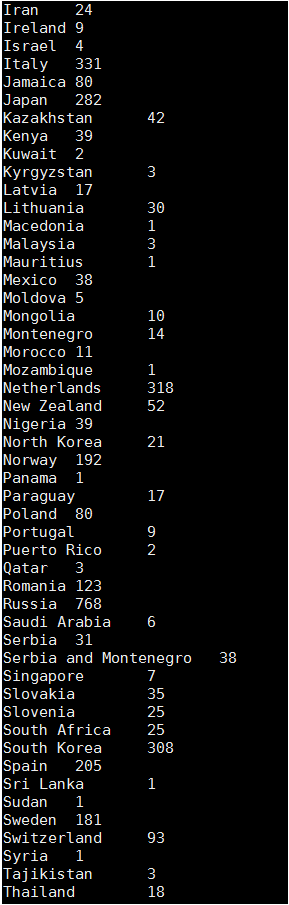 Iran 24
Ireland 9
Israel 4
Italy 331
Jamaica 80
Japan 282
Kazakhstan 42
Kenya 39
Kuwait 2
Kyrgyzstan 3
Latvia 17
Lithuania 30
Macedonia 1
Malaysia 3
Mauritius 1
Mexico 38
Moldova 5
Mongolia 10
Montenegro 14
Morocco 11
Mozambique 1
Netherlands 318
New Zealand 52
Nigeria 39
North Korea 21
Norway 192
Panama 1
Paraguay 17
Poland 80
Portugal 9
Puerto Rico 2
Qatar 3
Romania 123
Russia 768
Saudi Arabia 6
Serbia 31
Serbia and Montenegro 38
Singapore 7
Slovakia 35
Slovenia 25
South Africa 25
South Korea 308
Spain 205
Sri Lanka 1
Sudan 1
Sweden 181
Switzerland 93
Syria 1
Tajikistan 3
Thailand 18